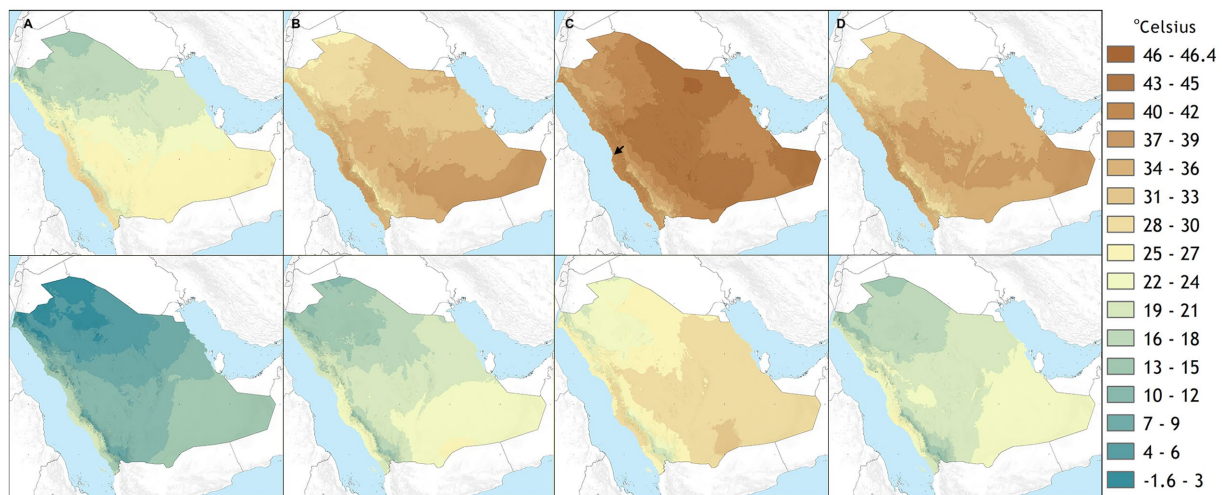 A
B
C
D
°Celsius
46 - 46.4
43 - 45
40 - 42
37 - 39
34 - 36
31 - 33
28 - 30
25 - 27
22 - 24
19 - 21
16 - 18
13 - 15
10 - 12
7 - 9
4 - 6
-1.6 - 3